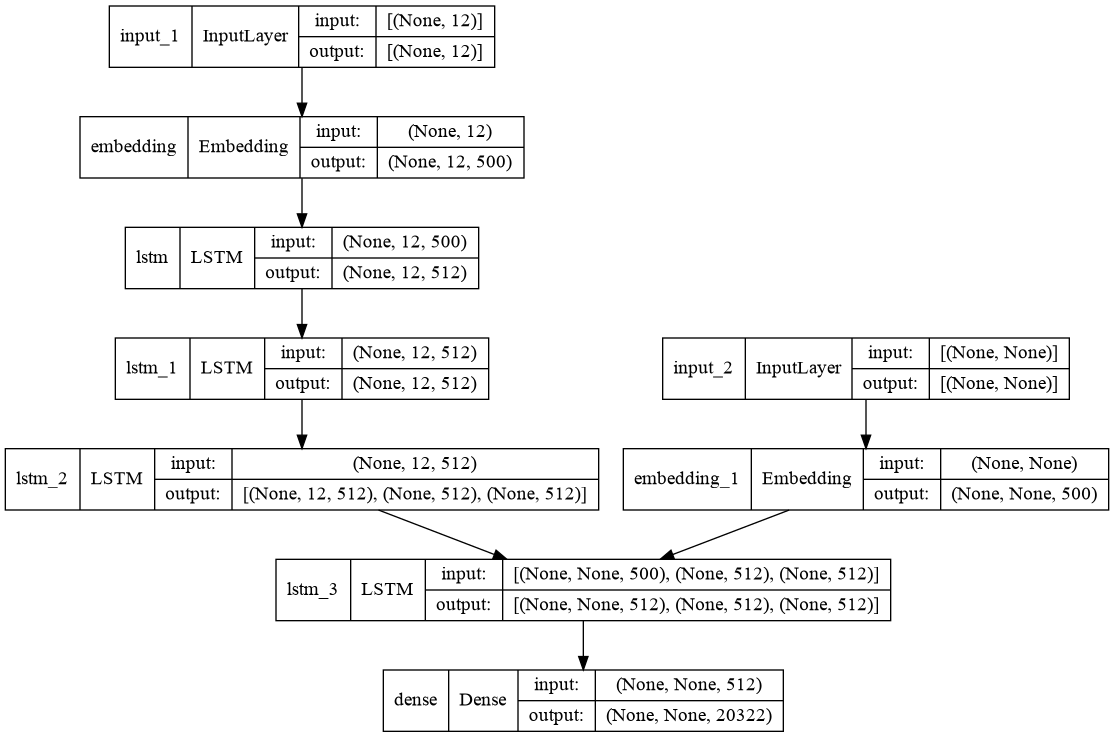 input_1 InputLayer input: [(None, 12)]
output: [(None, 12)]
embedding Embedding input: (None, 12)
output: (None, 12, 500)
lstm LSTM input: (None, 12, 500)
output: (None, 12, 512)
lstm_1 LSTM input: (None, 12, 512)
output: (None, 12, 512)
input_2 InputLayer input: [(None, None)]
output: [(None, None)]
lstm_2 LSTM input: (None, 12, 512)
output: [(None, 12, 512), (None, 512), (None, 512)]
embedding_1 Embedding input: (None, None)
output: (None, None, 500)
lstm_3 LSTM input: [(None, None, 500), (None, 512), (None, 512)]
output: [(None, None, 512), (None, 512), (None, 512)]
dense Dense input: (None, None, 512)
output: (None, None, 20322)